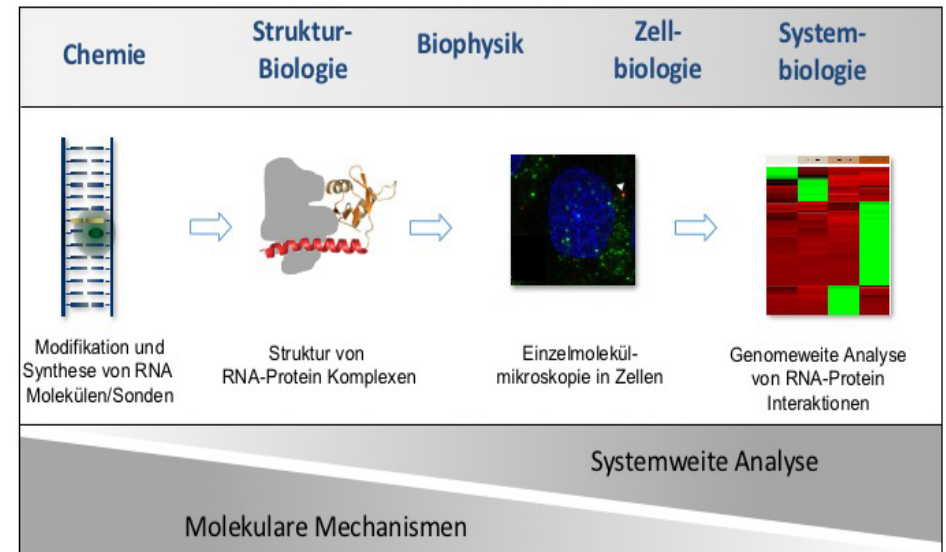 Chemie
Struktur-
Biologie
Biophysik
Zell-
biologie
System-
biologie
Modifikation und
Synthese von RNA
Molekülen/Sonden
Struktur von
RNA-Protein Komplexen
Einzelmolekül-
mikroskopie in Zellen
Genomeweite Analyse
von RNA-Protein
Interaktionen
Systemweite Analyse
Molekulare Mechanismen